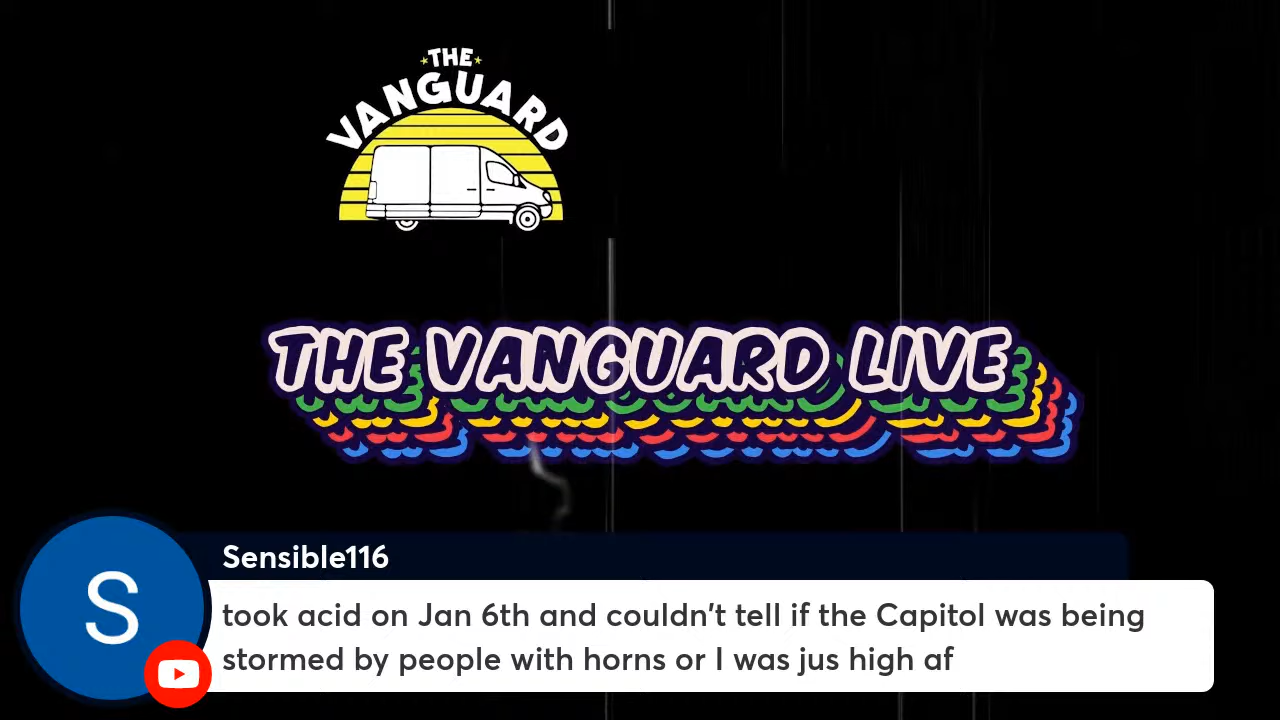 THE
VANGUARD
THE VANGUARD LIVE
S
Sensible116
took acid on Jan 6th and couldn't tell if the Capitol was being
stormed by people with horns or I was jus high af